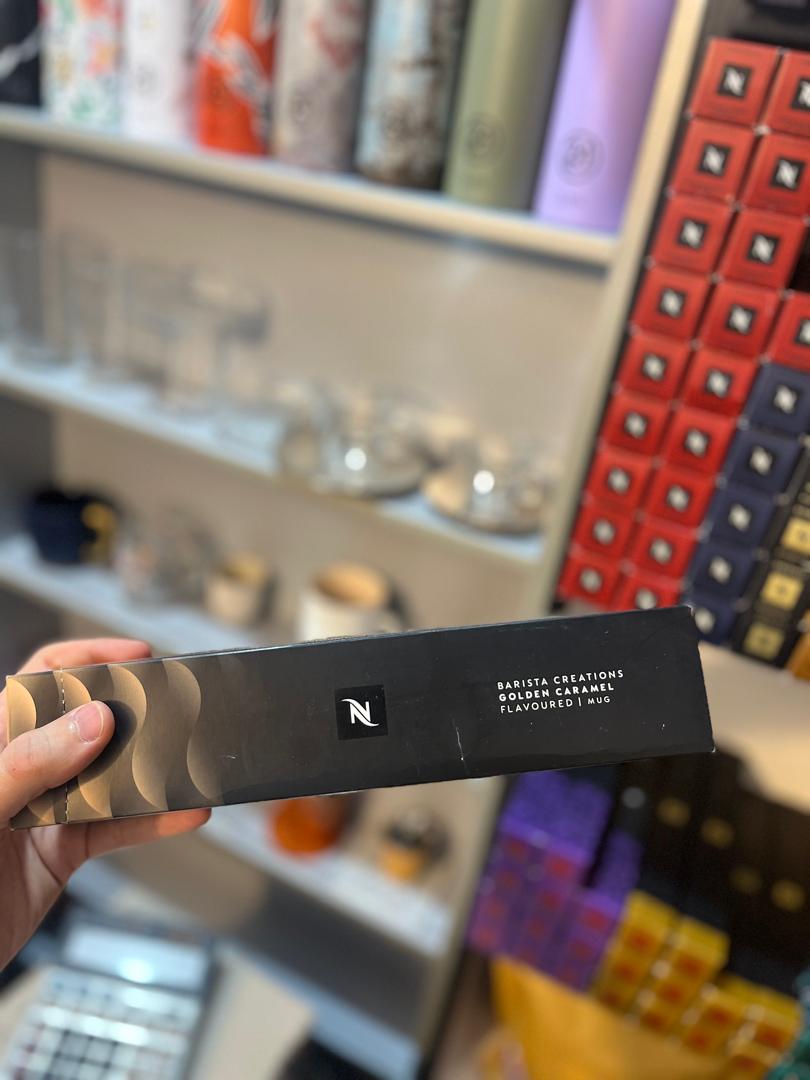 BARISTA CREATIONS
GOLDEN CARAMEL
FLAVOURED | MUG